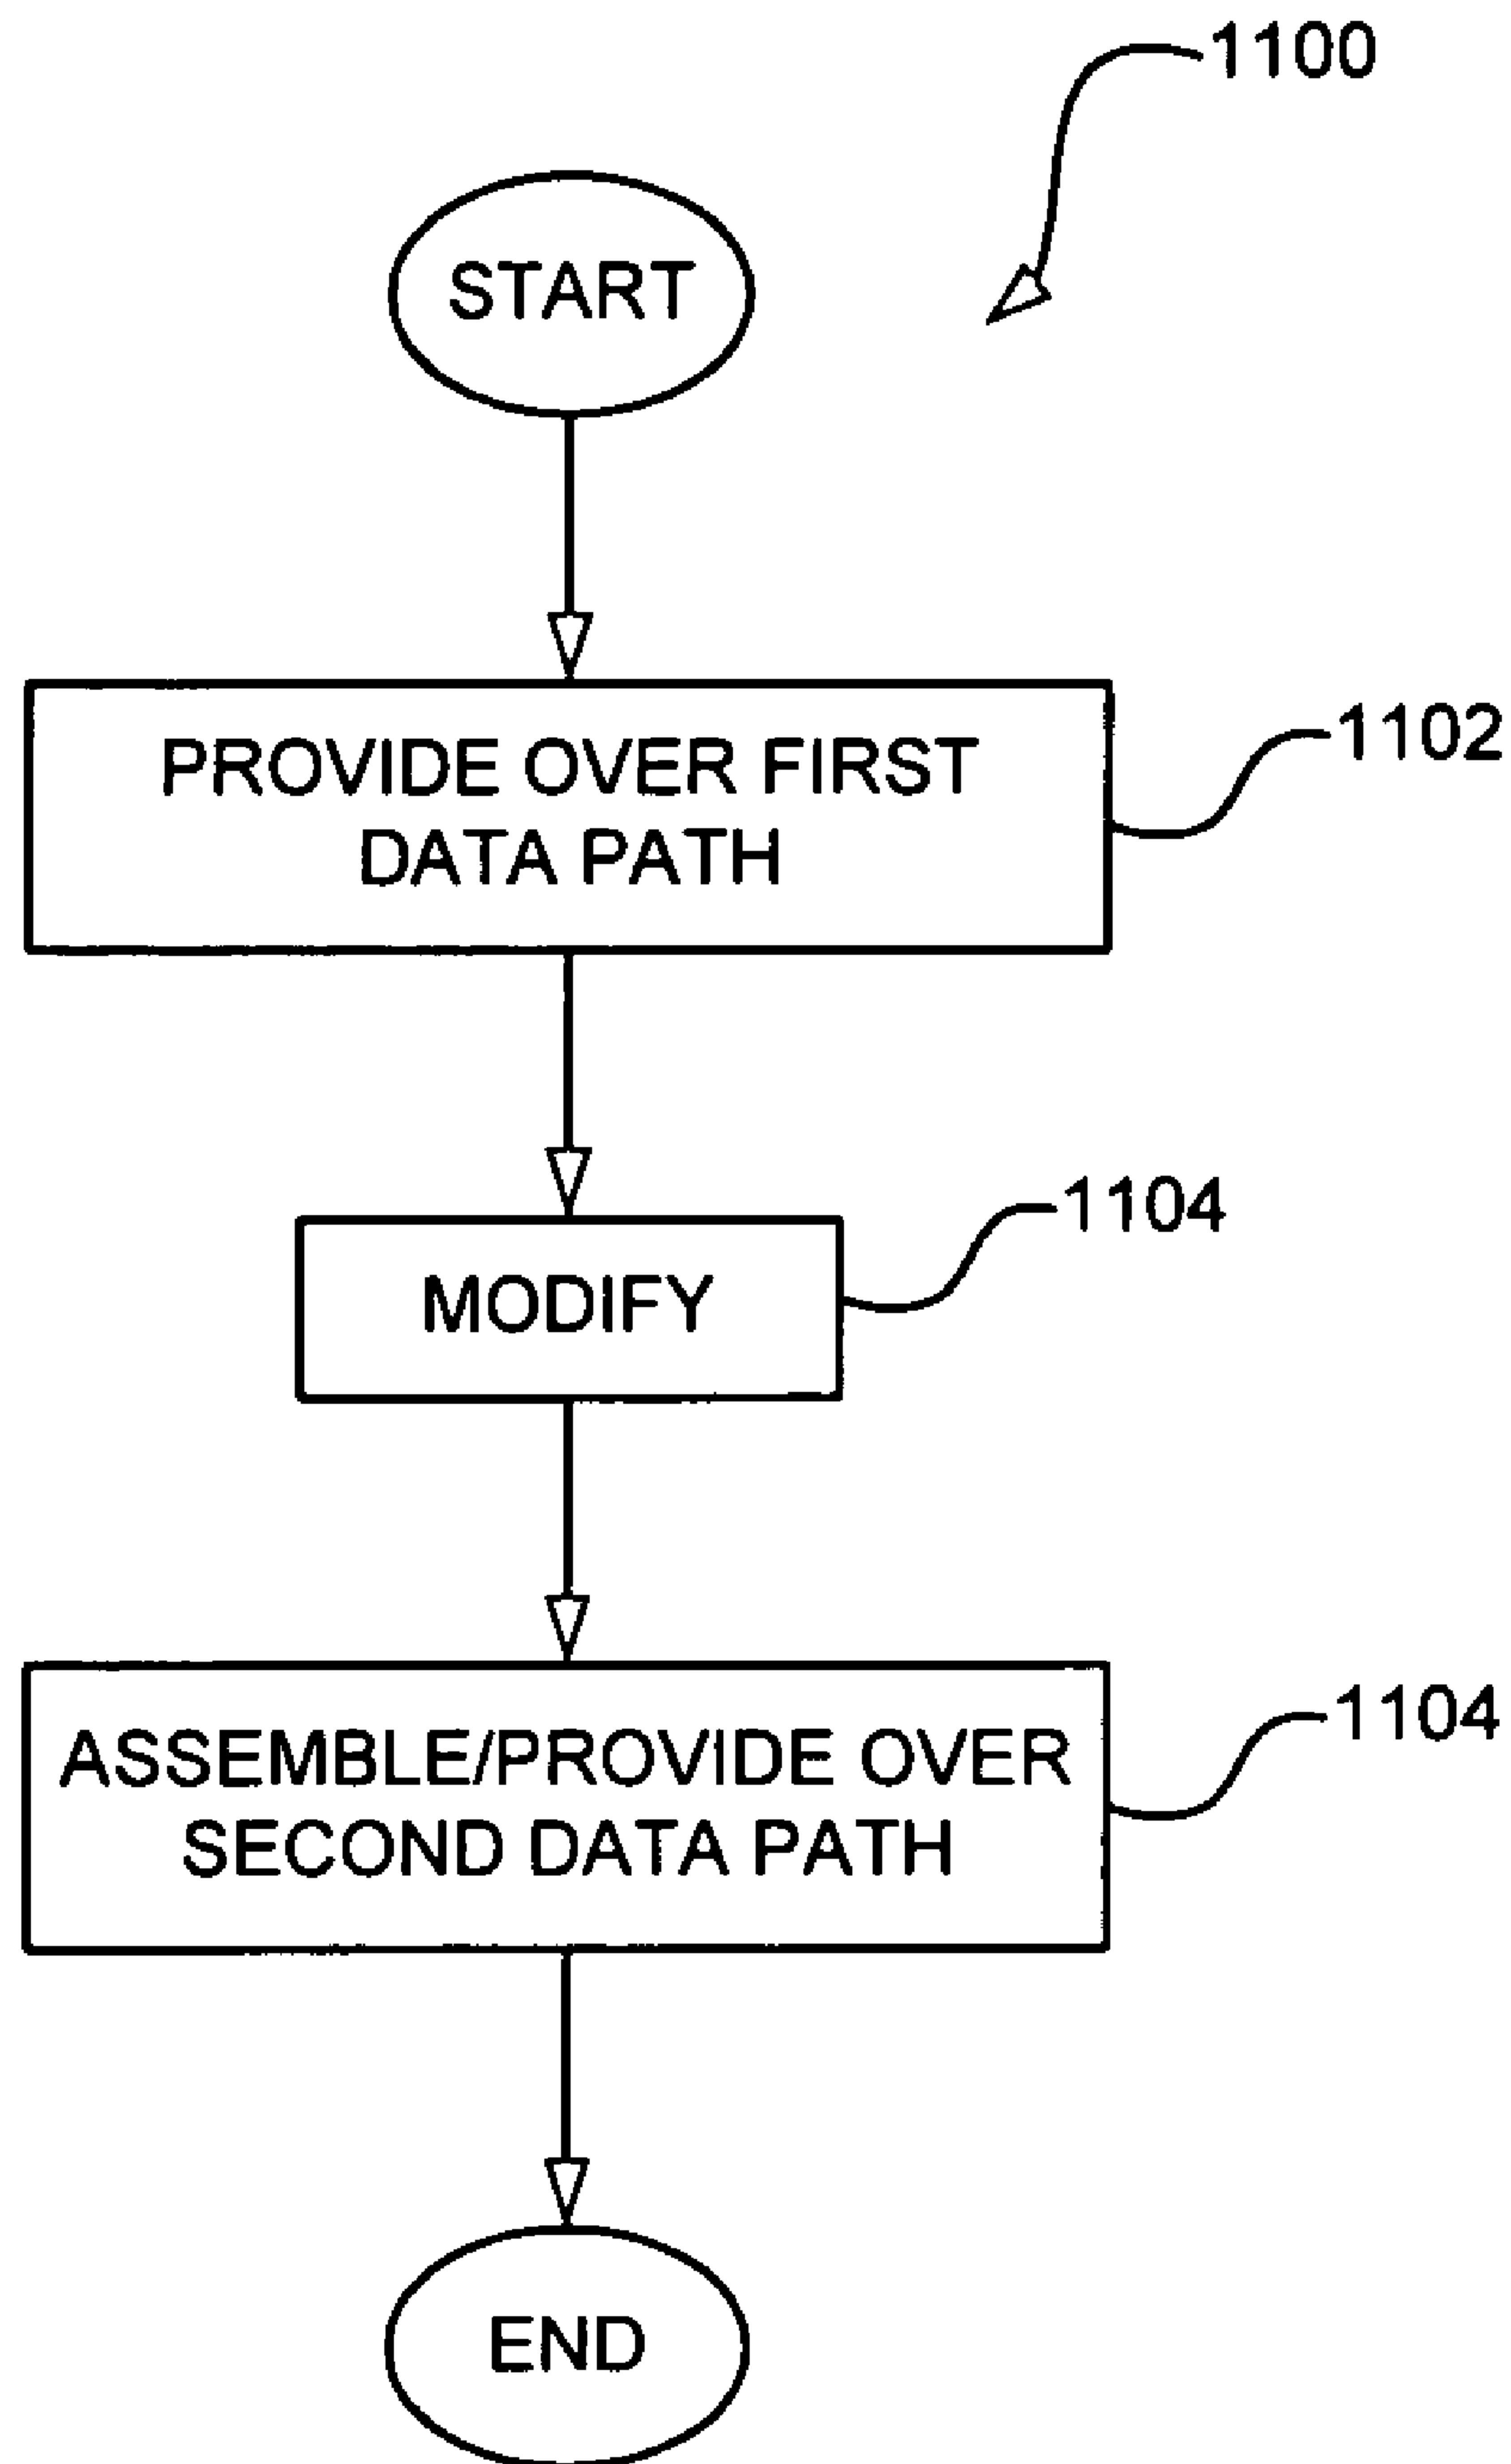 1100
START
PROVIDE OVER FIRST
DATA PATH
1102
MODIFY
1104
ASSEMBLE/PROVIDE OVER
SECOND DATA PATH
1104
END